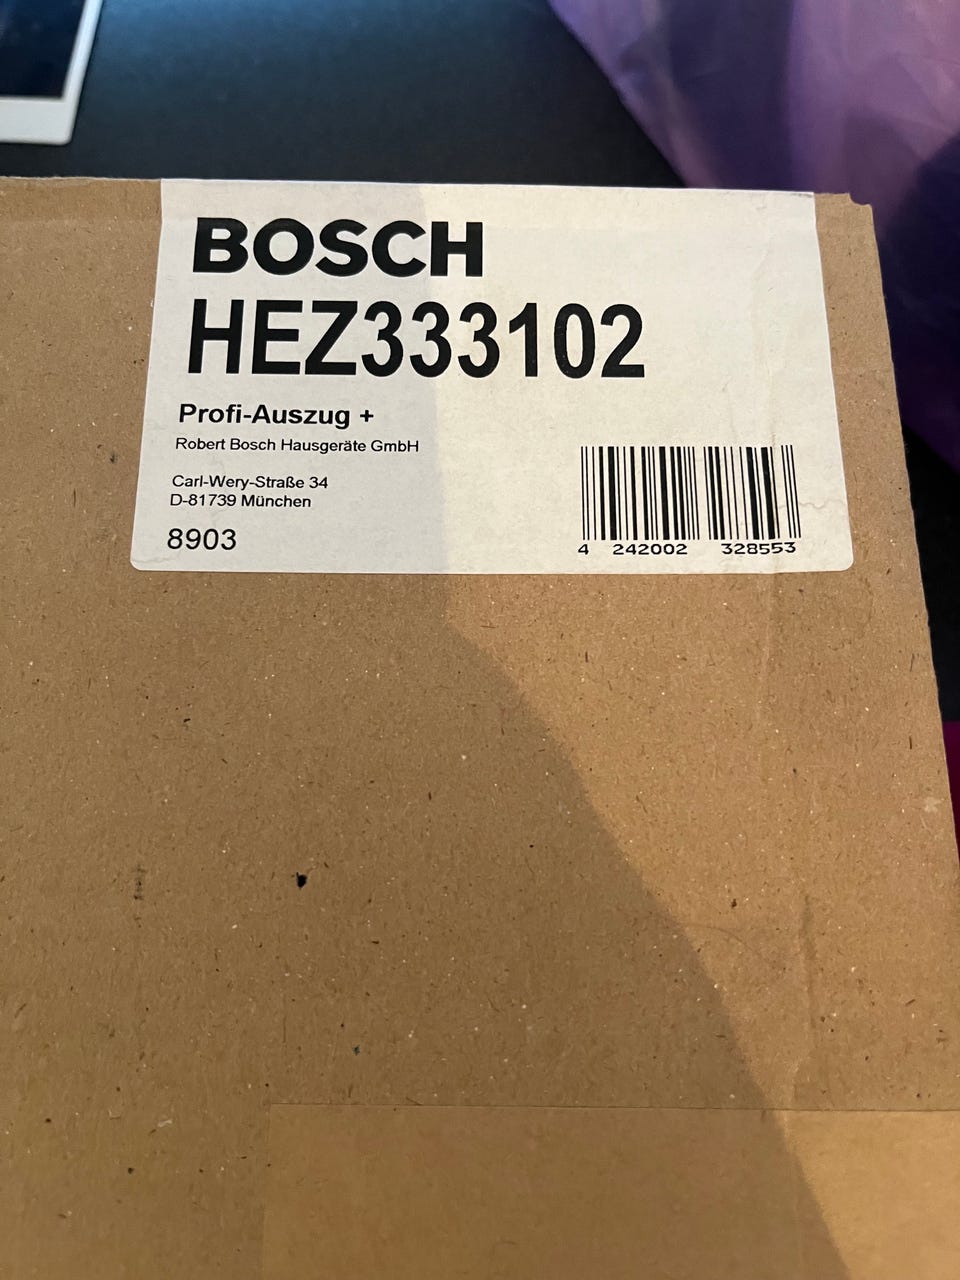 BOSCH
HEZ333102
Profi-Auszug +
Robert Bosch Hausgeräte GmbH
Carl-Wery-Straße 34
D-81739 München
8903
4 242002 328553